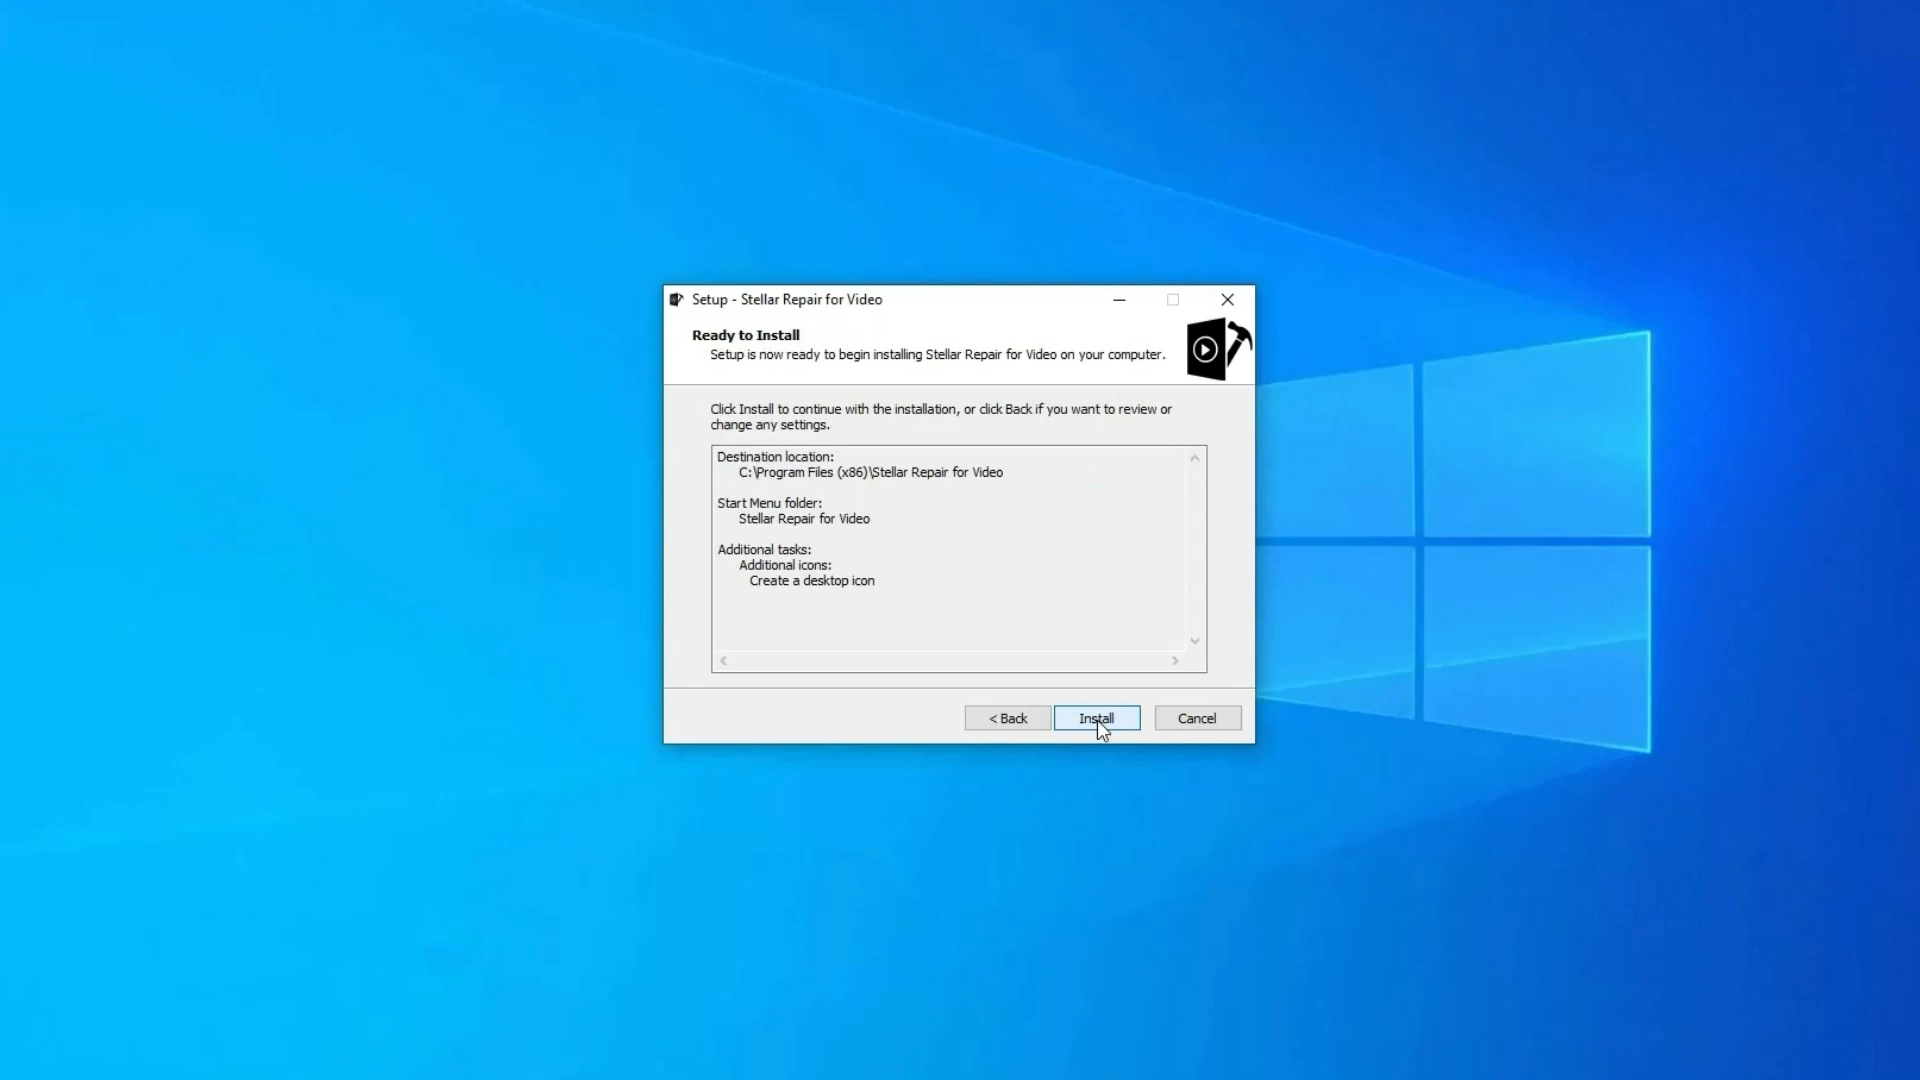 Setup - Stellar Repair for Video
Ready to Install
Setup is now ready to begin installing Stellar Repair for Video on your computer.
Click Install to continue with the installation, or click Back if you want to review or
change any settings.
Destination location:
C:\Program Files (x86)\Stellar Repair for Video
Start Menu folder:
Stellar Repair for Video
Additional tasks:
Additional icons:
Create a desktop icon
< Back
Install
Cancel